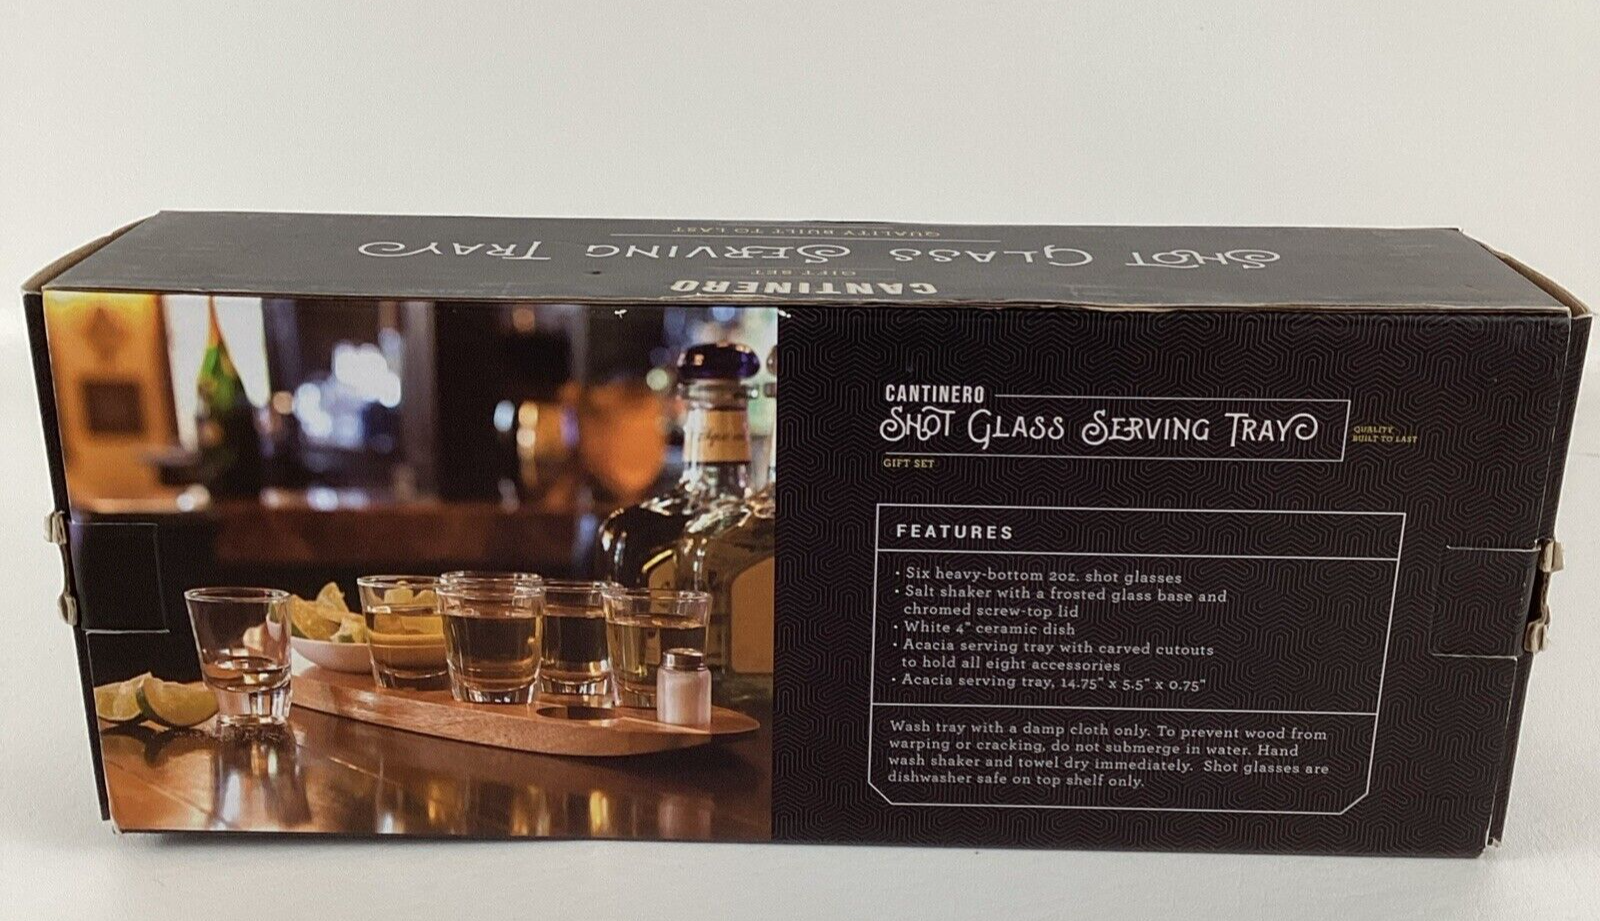 QUALITY BUILT TO LAST
SHOT GLASS SERVING TRAY
GIFT SET
CANTINERO
CANTINERO
SHOT GLASS SERVING TRAY
QUALITY
BUILT TO LAST
GIFT SET
FEATURES
• Six heavy-bottom 2oz. shot glasses
• Salt shaker with a frosted glass base and
chromed screw-top lid
• White 4" ceramic dish
• Acacia serving tray with carved cutouts
to hold all eight accessories
• Acacia serving tray, 14.75" x 5.5" x 0.75"
Wash tray with a damp cloth only. To prevent wood from
warping or cracking, do not submerge in water. Hand
wash shaker and towel dry immediately. Shot glasses are
dishwasher safe on top shelf only.